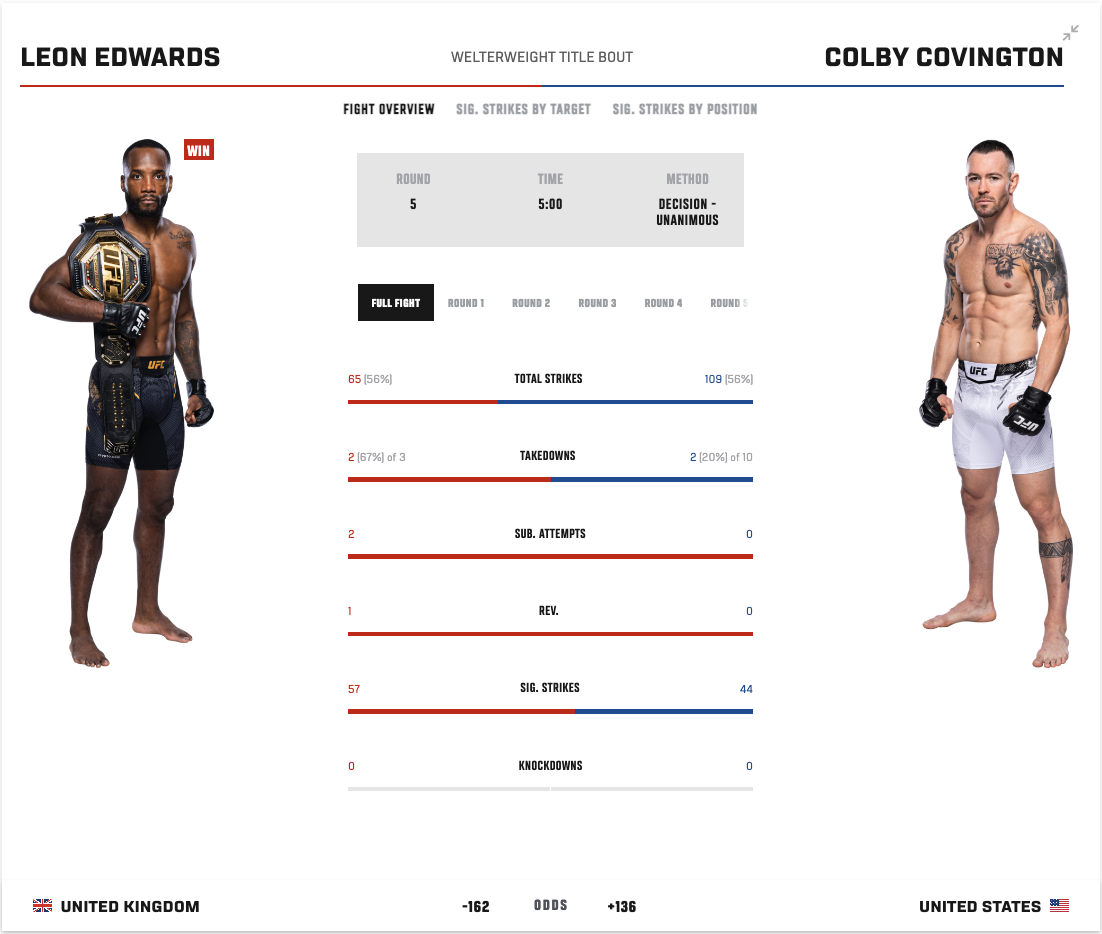 LEON EDWARDS
WELTERWEIGHT TITLE BOUT
COLBY COVINGTON
FIGHT OVERVIEW SIG. STRIKES BY TARGET SIG. STRIKES BY POSITION
WIN
ROUND TIME METHOD
5 5:00 DECISION -
UNANIMOUS
UFC
UFC
UFC
UFC
UFC
FULL FIGHT ROUND 1 ROUND 2 ROUND 3 ROUND 4 ROUND 5
65 (56%) TOTAL STRIKES 109 (56%)
2 (67%) of 3 TAKEDOWNS 2 (20%) of 10
2 SUB. ATTEMPTS 0
1 REV. 0
57 SIG. STRIKES 44
0 KNOCKDOWNS 0
UNITED KINGDOM -162 ODDS +136 UNITED STATES